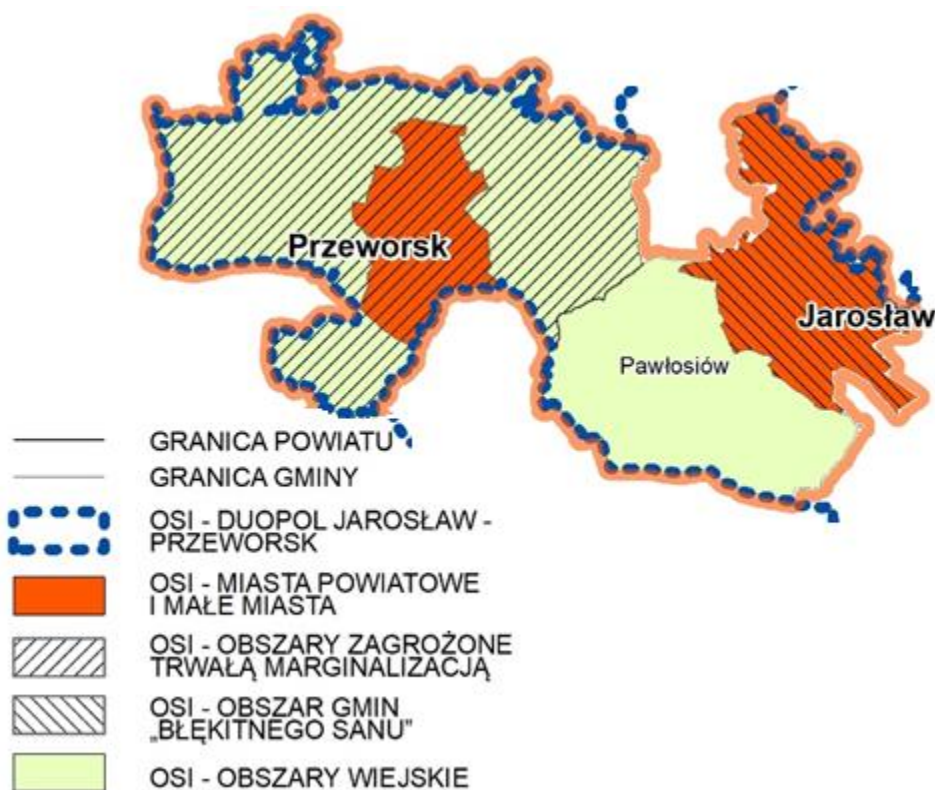 Przeworsk
Jarosław
Pawłosiów
GRANICA POWIATU
GRANICA GMINY
OSI - DUOPOL JAROSŁAW -
PRZEWORSK
OSI - MIASTA POWIATOWE
I MAŁE MIASTA
OSI - OBSZARY ZAGROŻONE
TRWAŁĄ MARGINALIZACJĄ
OSI - OBSZAR GMIN
„BŁĘKITNEGO SANU”
OSI - OBSZARY WIEJSKIE